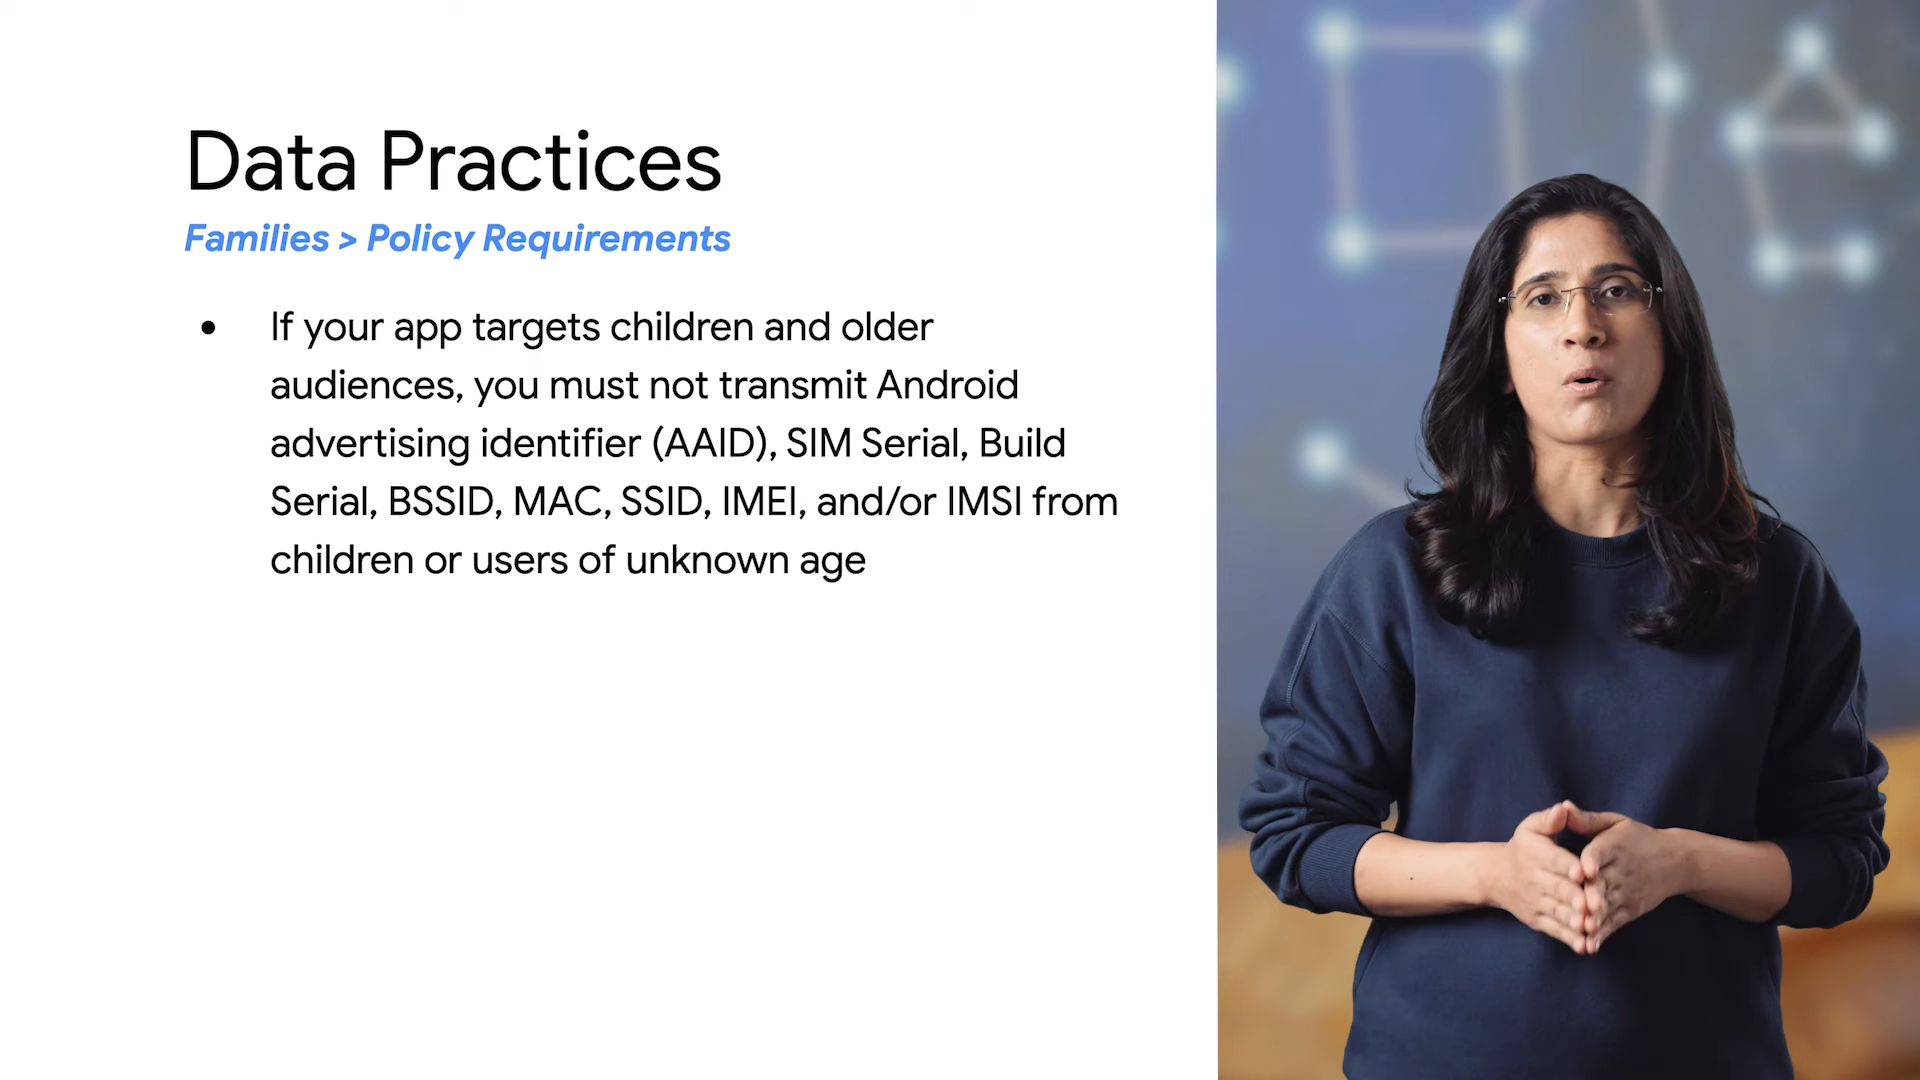 Data Practices
Families > Policy Requirements
• If your app targets children and older
audiences, you must not transmit Android
advertising identifier (AAID), SIM Serial, Build
Serial, BSSID, MAC, SSID, IMEI, and/or IMSI from
children or users of unknown age